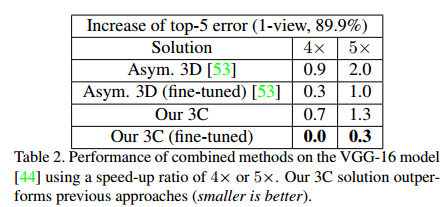 Increase of top-5 error (1-view, 89.9%)
Solution 4× 5×
Asym. 3D [53] 0.9 2.0
Asym. 3D (fine-tuned) [53] 0.3 1.0
Our 3C 0.7 1.3
Our 3C (fine-tuned) 0.0 0.3
Table 2. Performance of combined methods on the VGG-16 model
[44] using a speed-up ratio of 4× or 5×. Our 3C solution outper-
forms previous approaches (smaller is better).